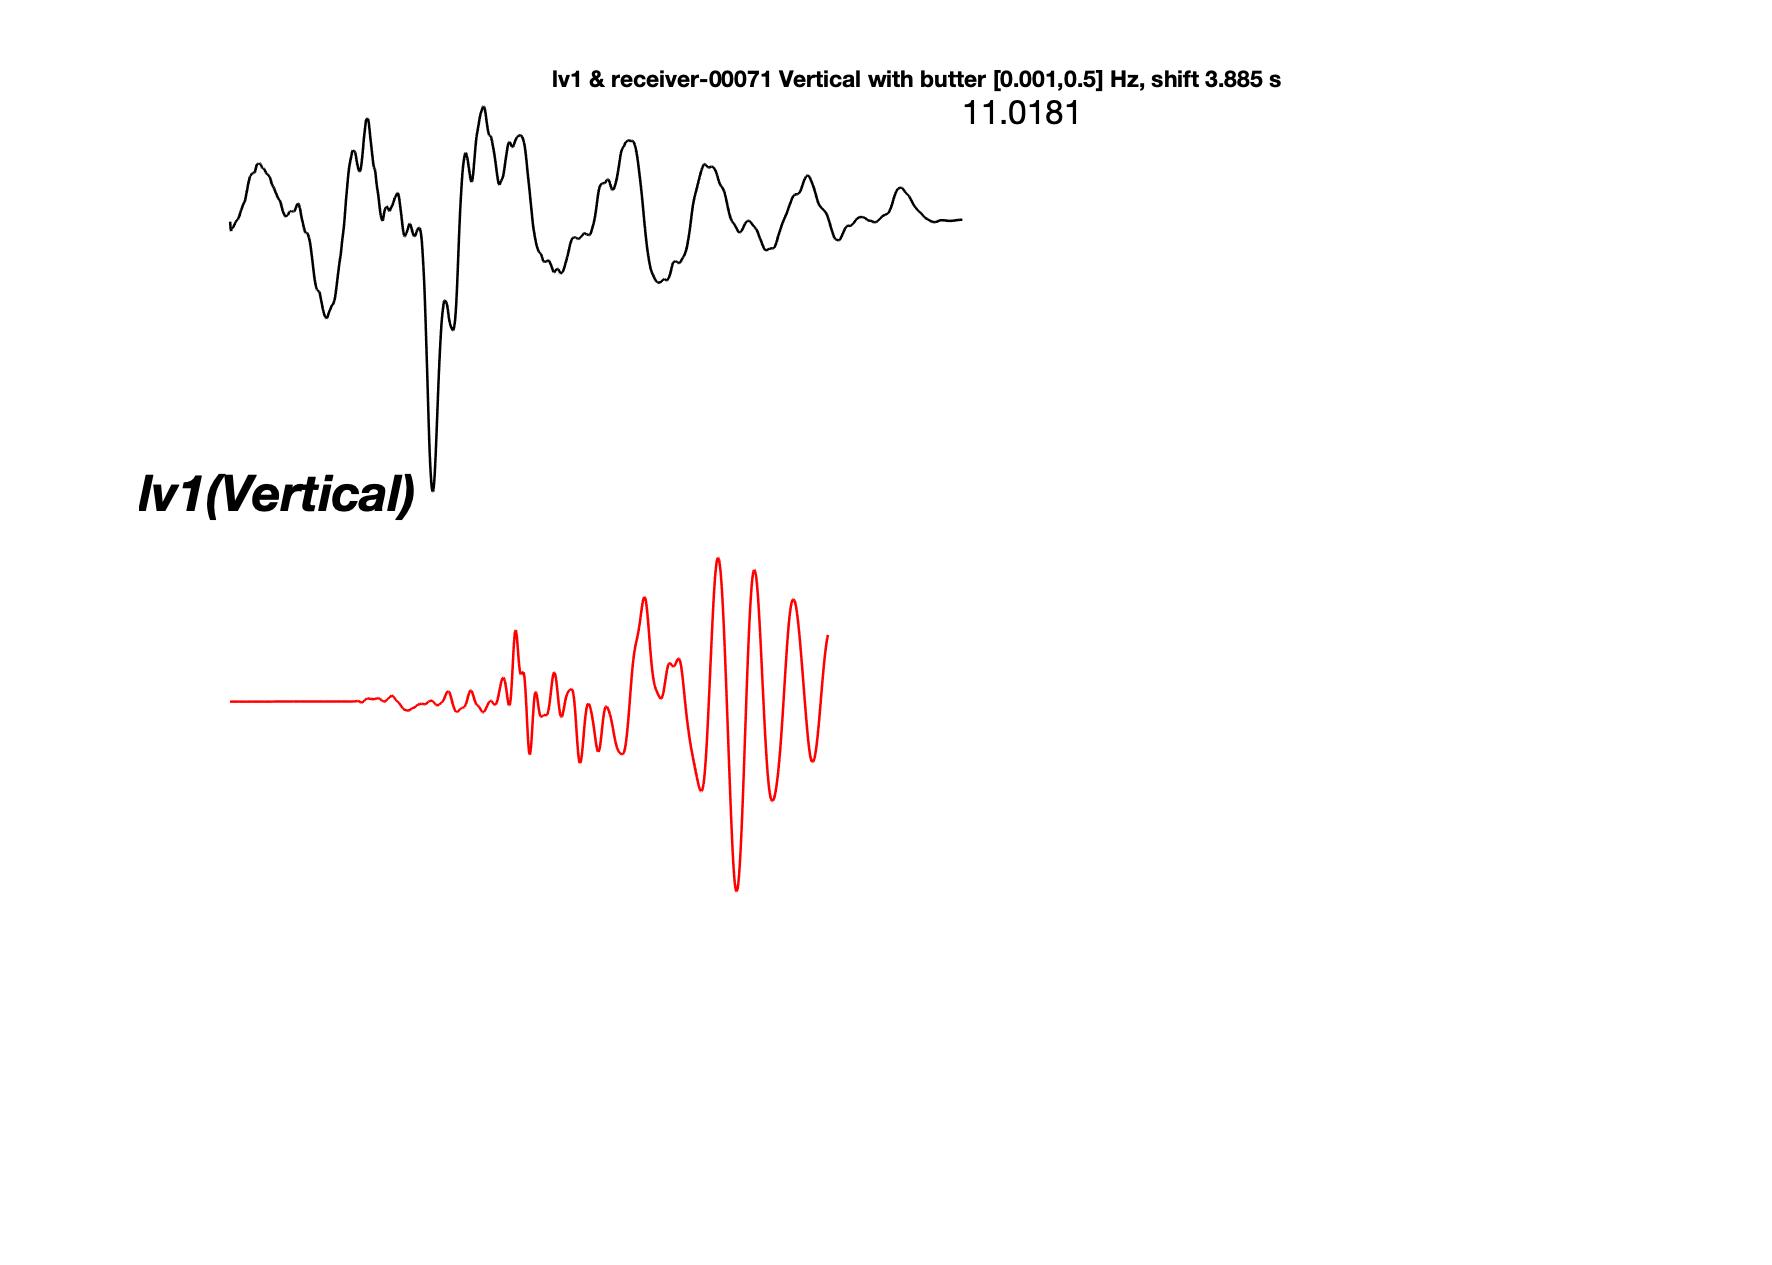 lv1 & receiver-00071 Vertical with butter [0.001,0.5] Hz, shift 3.885 s
11.0181
lv1(Vertical)